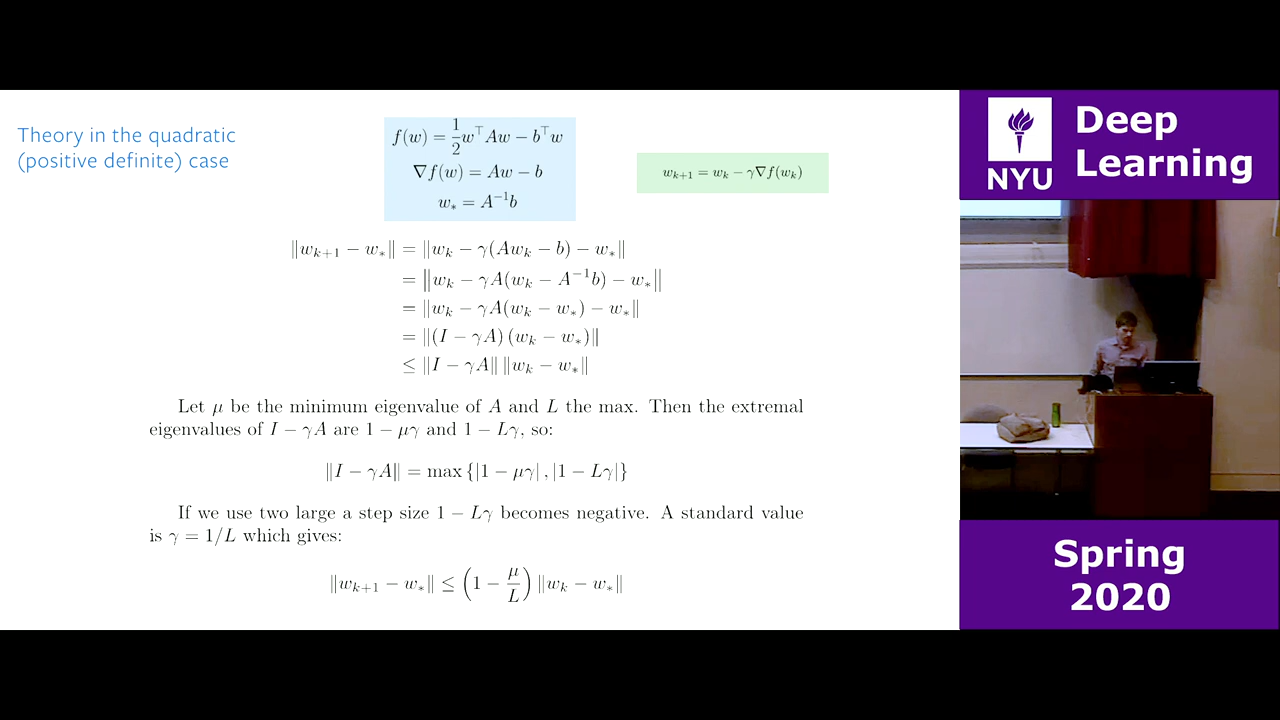 Theory in the quadratic
(positive definite) case
f(w) = \frac{1}{2} w^⊤Aw − b^⊤w
∇f(w) = Aw − b
w_* = A^{−1}b
w_{k+1} = w_k − γ∇f(w_k)
‖w_{k+1} − w_*‖ = ‖w_k − γ(Aw_k − b) − w_*‖
= ‖w_k − γA(w_k − A^{−1}b) − w_*‖
= ‖w_k − γA(w_k − w_*) − w_*‖
= ‖(I − γA) (w_k − w_*)‖
≤ ‖I − γA‖ ‖w_k − w_*‖
Let μ be the minimum eigenvalue of A and L the max. Then the extremal
eigenvalues of I − γA are 1 − μγ and 1 − Lγ, so:
‖I − γA‖ = max {|1 − μγ| , |1 − Lγ|}
If we use two large a step size 1 − Lγ becomes negative. A standard value
is γ = 1/L which gives:
‖w_{k+1} − w_*‖ ≤ (1 − \frac{μ}{L}) ‖w_k − w_*‖
NYU
Deep
Learning
Spring
2020